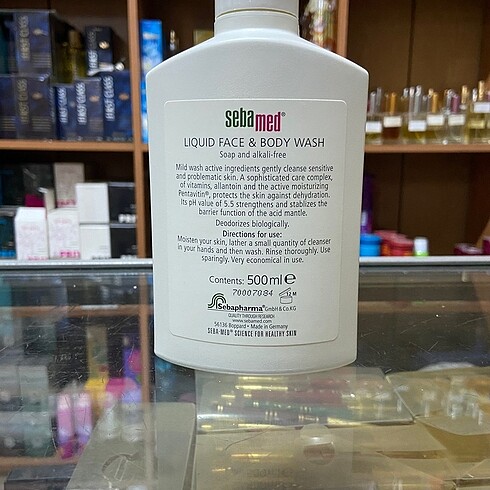 sebamed®
LIQUID FACE & BODY WASH
Soap and alkali-free
Mild wash active ingredients gently cleanse sensitive
and problematic skin. A sophisticated care complex,
of vitamins, allantoin and the active moisturizing
Pentavitin®, protects the skin against dehydration.
Its pH value of 5.5 strengthens and stabilizes the
barrier function of the acid mantle.
Deodorizes biologically.
Directions for use:
Moisten your skin, lather a small quantity of cleanser
in your hands and then wash. Rinse thoroughly. Use
sparingly. Very economical in use.
Contents: 500ml e
70007084
12 M
Sebapharma® GmbH & Co.KG
QUALITY THROUGH RESEARCH
www.sebamed.com
56136 Boppard • Made in Germany
SEBA-MED® SCIENCE FOR HEALTHY SKIN
FIRST CLASS